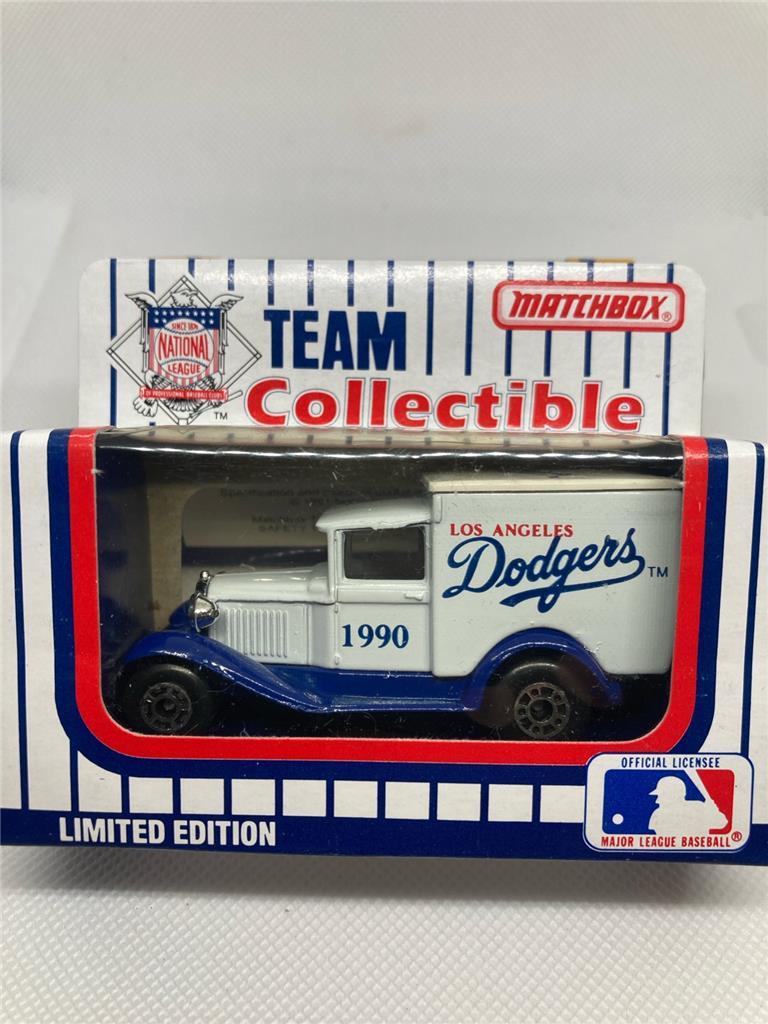 SINCE 1876
NATIONAL
LEAGUE
OF PROFESSIONAL BASEBALL CLUBS
TM
TEAM
MATCHBOX®
Collectible
LOS ANGELES
Dodgers TM
1990
OFFICIAL LICENSEE
MAJOR LEAGUE BASEBALL®
LIMITED EDITION